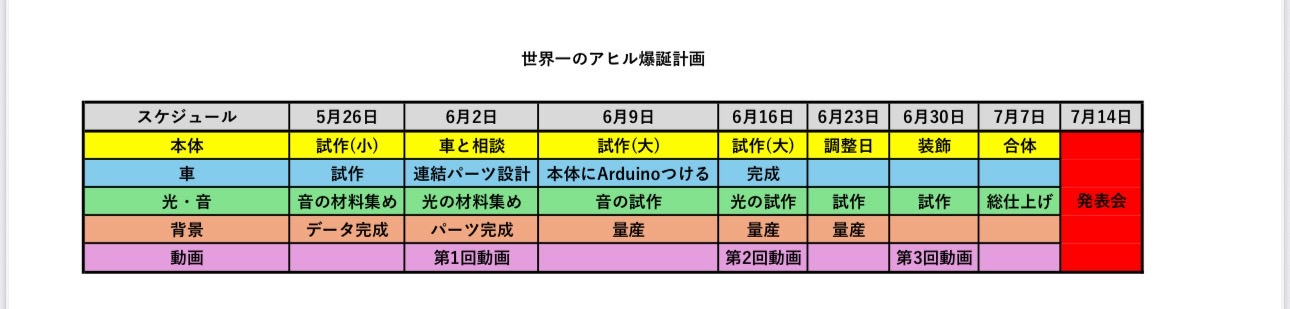 世界一のアヒル爆誕計画
スケジュール 5月26日 6月2日 6月9日 6月16日 6月23日 6月30日 7月7日 7月14日
本体 試作(小) 車と相談 試作(大) 試作(大) 調整日 装飾 合体
車 試作 連結パーツ設計 本体にArduinoつける 完成
光・音 音の材料集め 光の材料集め 音の試作 光の試作 試作 試作 総仕上げ 発表会
背景 データ完成 パーツ完成 量産 量産 量産
動画 第1回動画 第2回動画 第3回動画